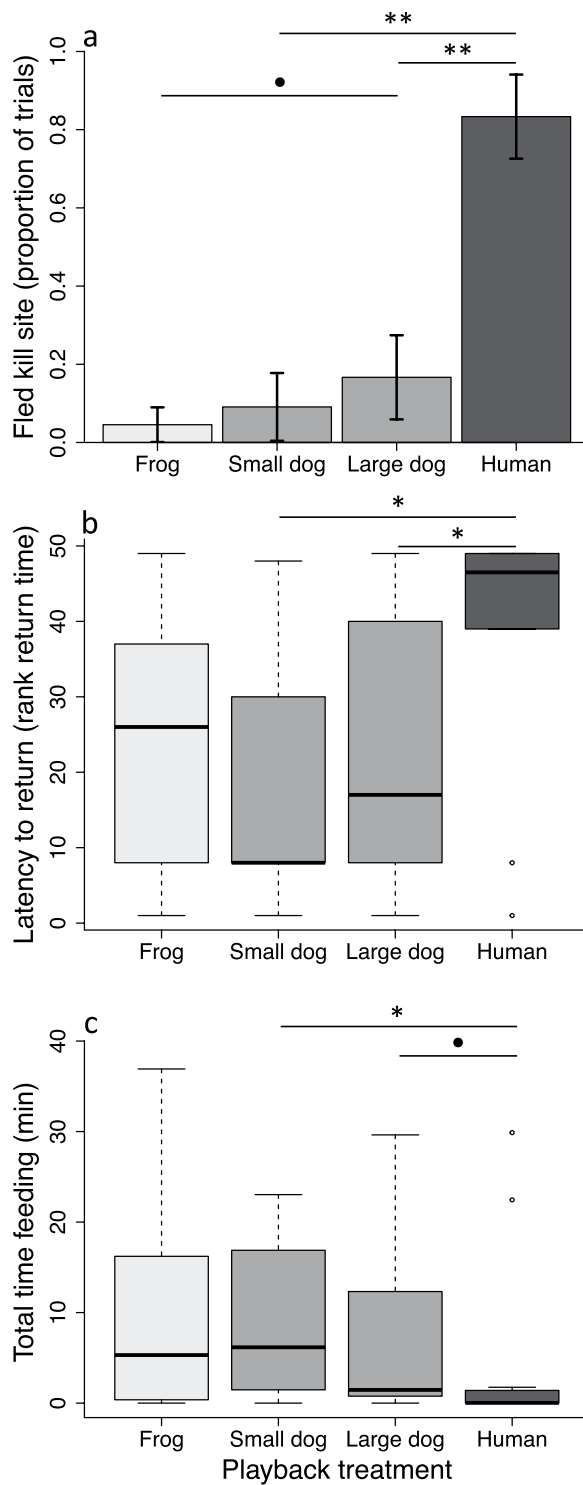 a
**
**
•
Fled kill site (proportion of trials)
1.0
0.8
0.6
0.4
0.2
0.0
Frog Small dog Large dog Human
b
*
*
Latency to return (rank return time)
50
40
30
20
10
0
Frog Small dog Large dog Human
c
*
•
Total time feeding (min)
40
30
20
10
0
Frog Small dog Large dog Human
Playback treatment